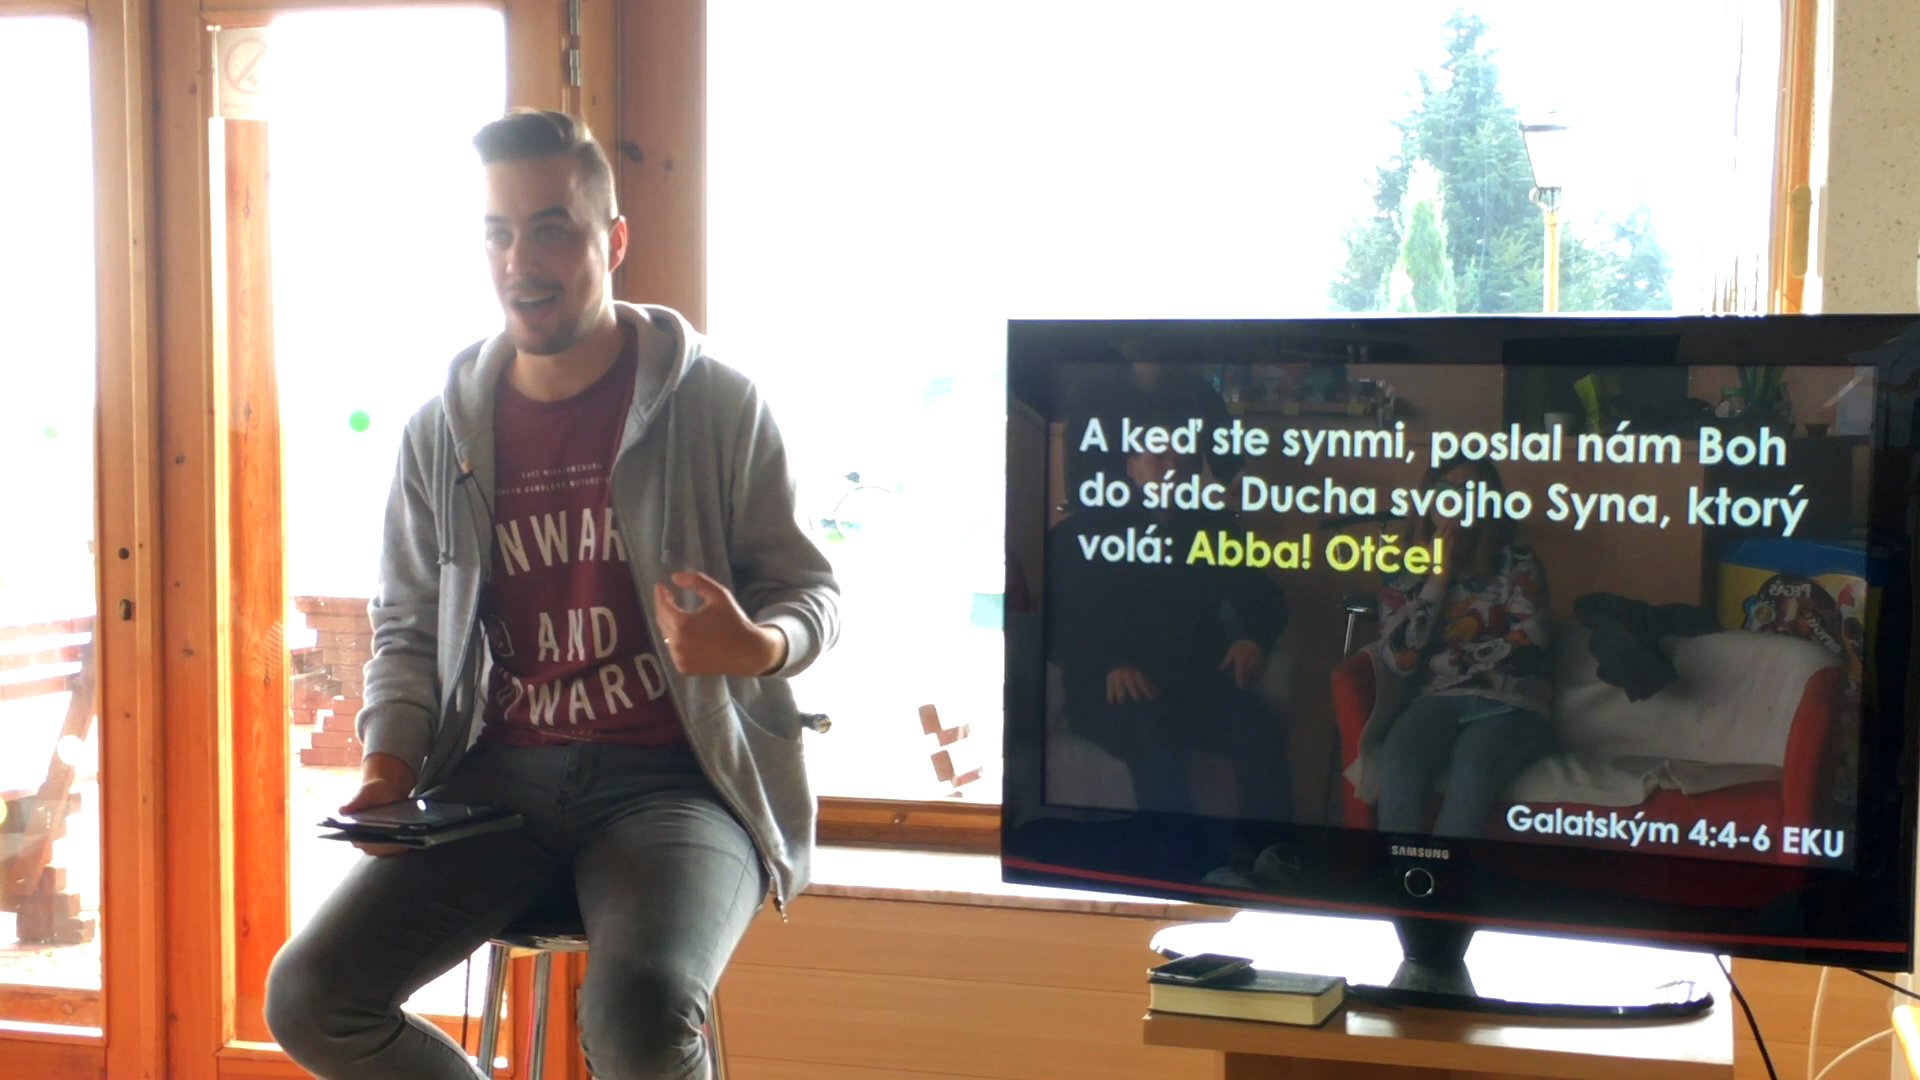 NWAR
AND
WARD
A keď ste synmi, poslal nám Boh
do sŕdc Ducha svojho Syna, ktorý
volá: Abba! Otče!
Galatským 4:4-6 EKU
SAMSUNG